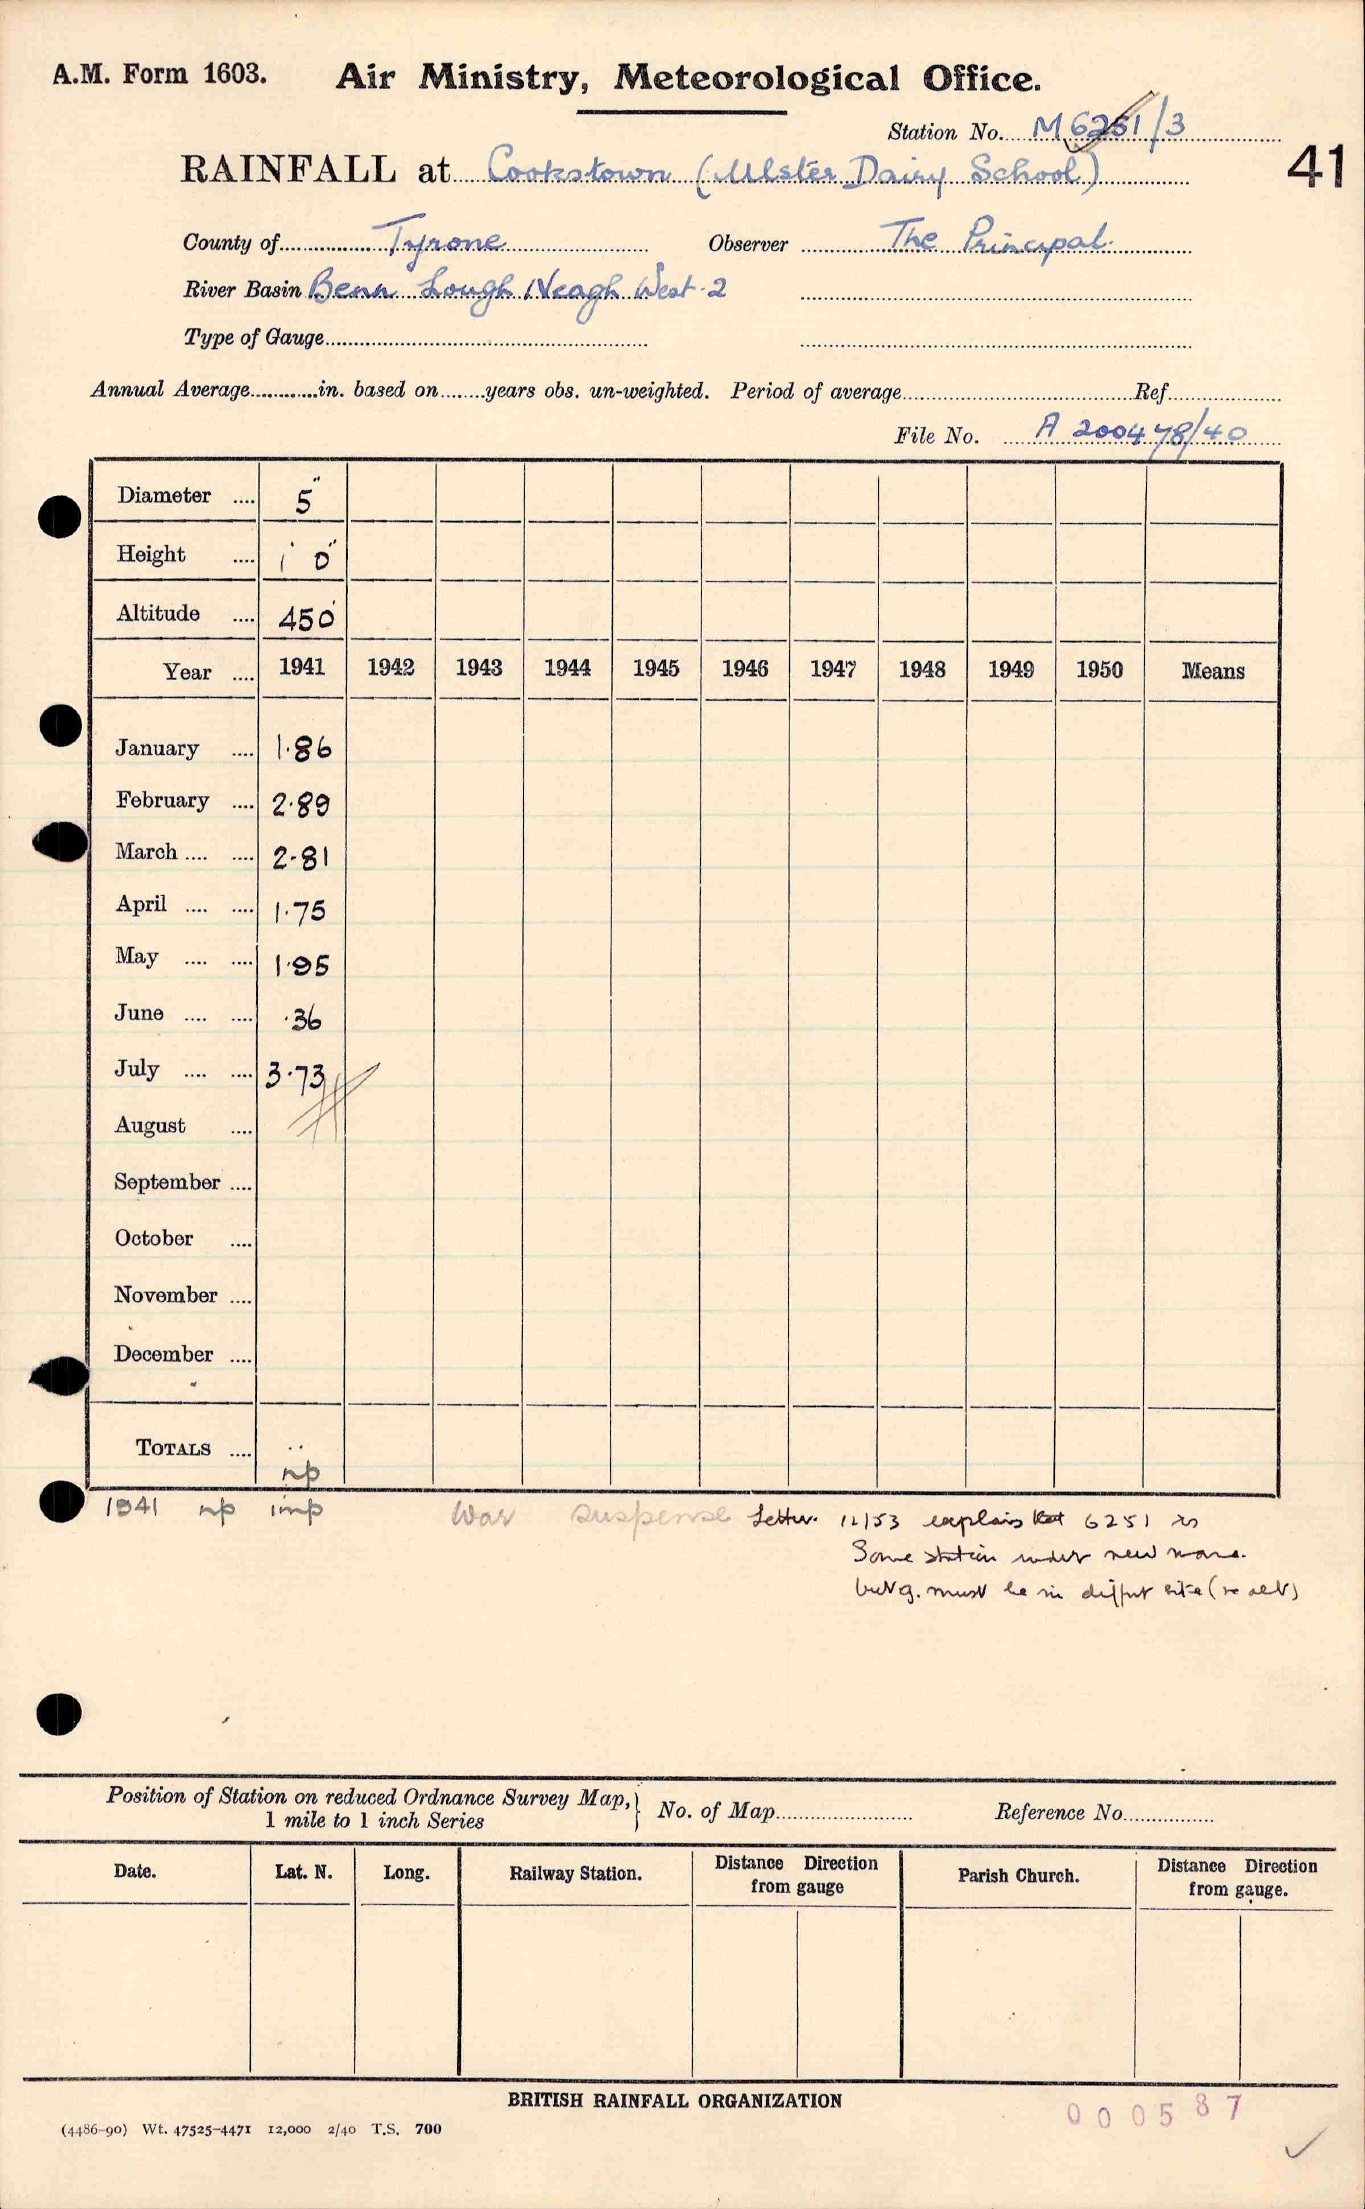 A.M. Form 1603. Air Ministry, Meteorological Office.
Station No. M6251/3
41
RAINFALL at Cookstown (Ulster Dairy School)
County of Tyrone Observer The Principal.
River Basin Bann Lough Neagh West. 2
Type of Gauge
Annual Average............in. based on........years obs. un-weighted. Period of average Ref
File No. A 200478/40
Diameter .... 5"
Height .... 1' 0"
Altitude .... 450'
Year .... 1941 1942 1943 1944 1945 1946 1947 1948 1949 1950 Means
January .... 1·86
February .... 2·89
March .... .... 2·81
April .... .... 1·75
May .... .... 1·95
June .... .... ·36
July .... .... 3·73
August ....
September ....
October ....
November ....
December ....
TOTALS .... ..
np
1941 np imp War suspense Letter. 12/53 explains that 6251 is
Same station under new name.
but g. must be in diffnt site (
Position of Station on reduced Ordnance Survey Map,} No. of Map Reference No.
1 mile to 1 inch Series
Date. Lat. N. Long. Railway Station. Distance Direction from gauge Parish Church. Distance Direction from gauge.
BRITISH RAINFALL ORGANIZATION
000587
(4486-90) Wt. 47525-4471 12,000 2/40 T.S. 700